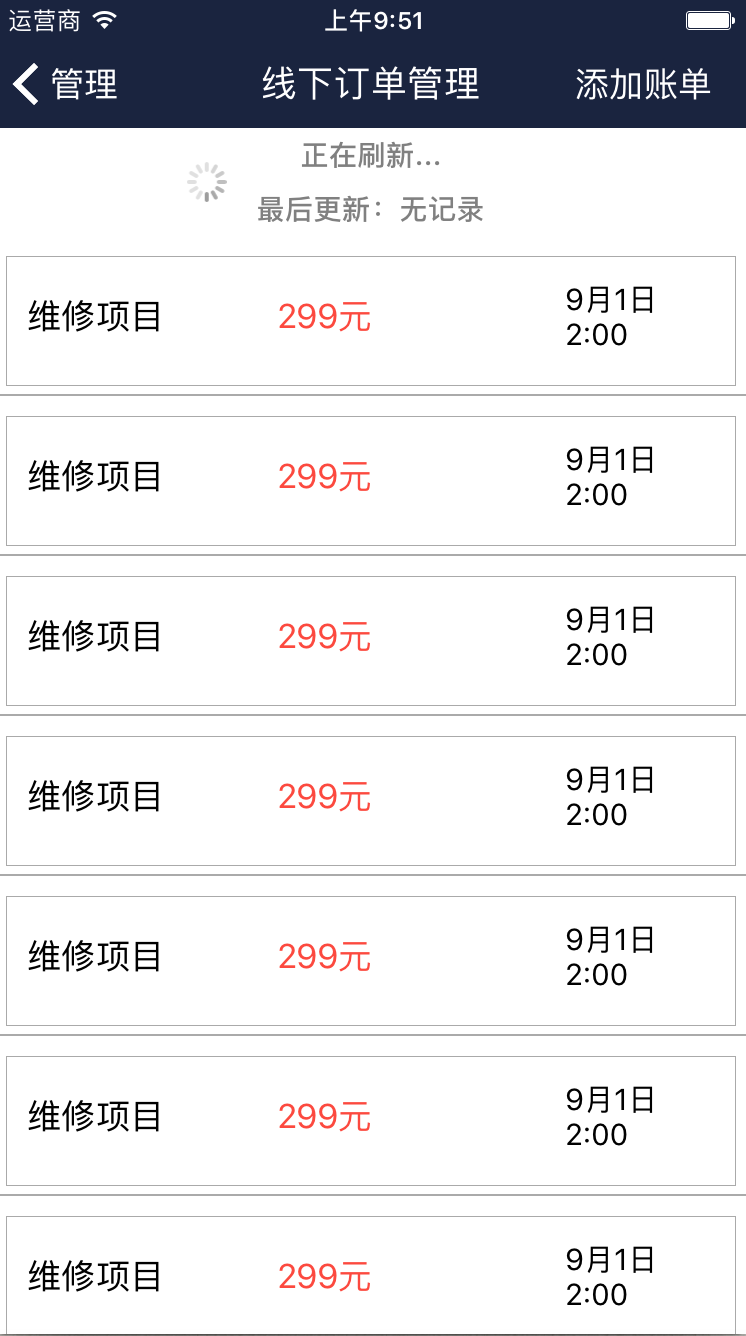 运营商 上午9:51
管理 线下订单管理 添加账单
正在刷新...
最后更新：无记录
维修项目 299元 9月1日
2:00
维修项目 299元 9月1日
2:00
维修项目 299元 9月1日
2:00
维修项目 299元 9月1日
2:00
维修项目 299元 9月1日
2:00
维修项目 299元 9月1日
2:00
维修项目 299元 9月1日
2:00